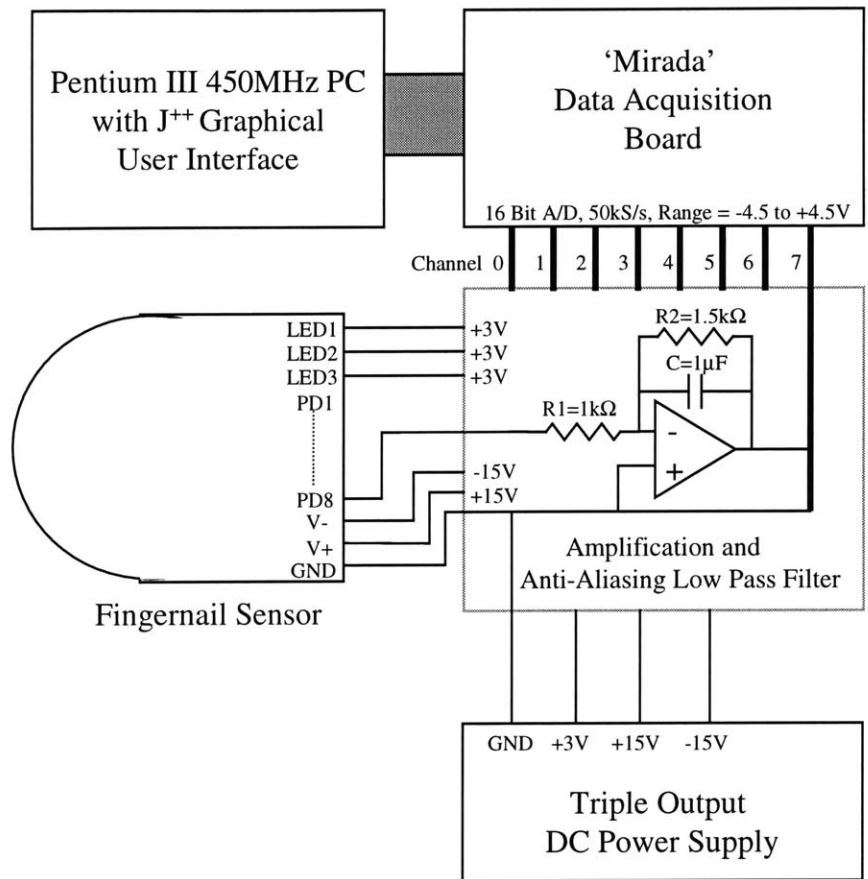 Pentium III 450MHz PC
with J++ Graphical
User Interface
‘Mirada’
Data Acquisition
Board
16 Bit A/D, 50kS/s, Range = -4.5 to +4.5V
Channel 0 1 2 3 4 5 6 7
LED1 +3V
LED2 +3V
LED3 +3V
PD1
R2=1.5kΩ
C=1μF
R1=1kΩ
-
+
-15V
PD8 +15V
V-
V+
GND
Amplification and
Anti-Aliasing Low Pass Filter
Fingernail Sensor
GND +3V +15V -15V
Triple Output
DC Power Supply